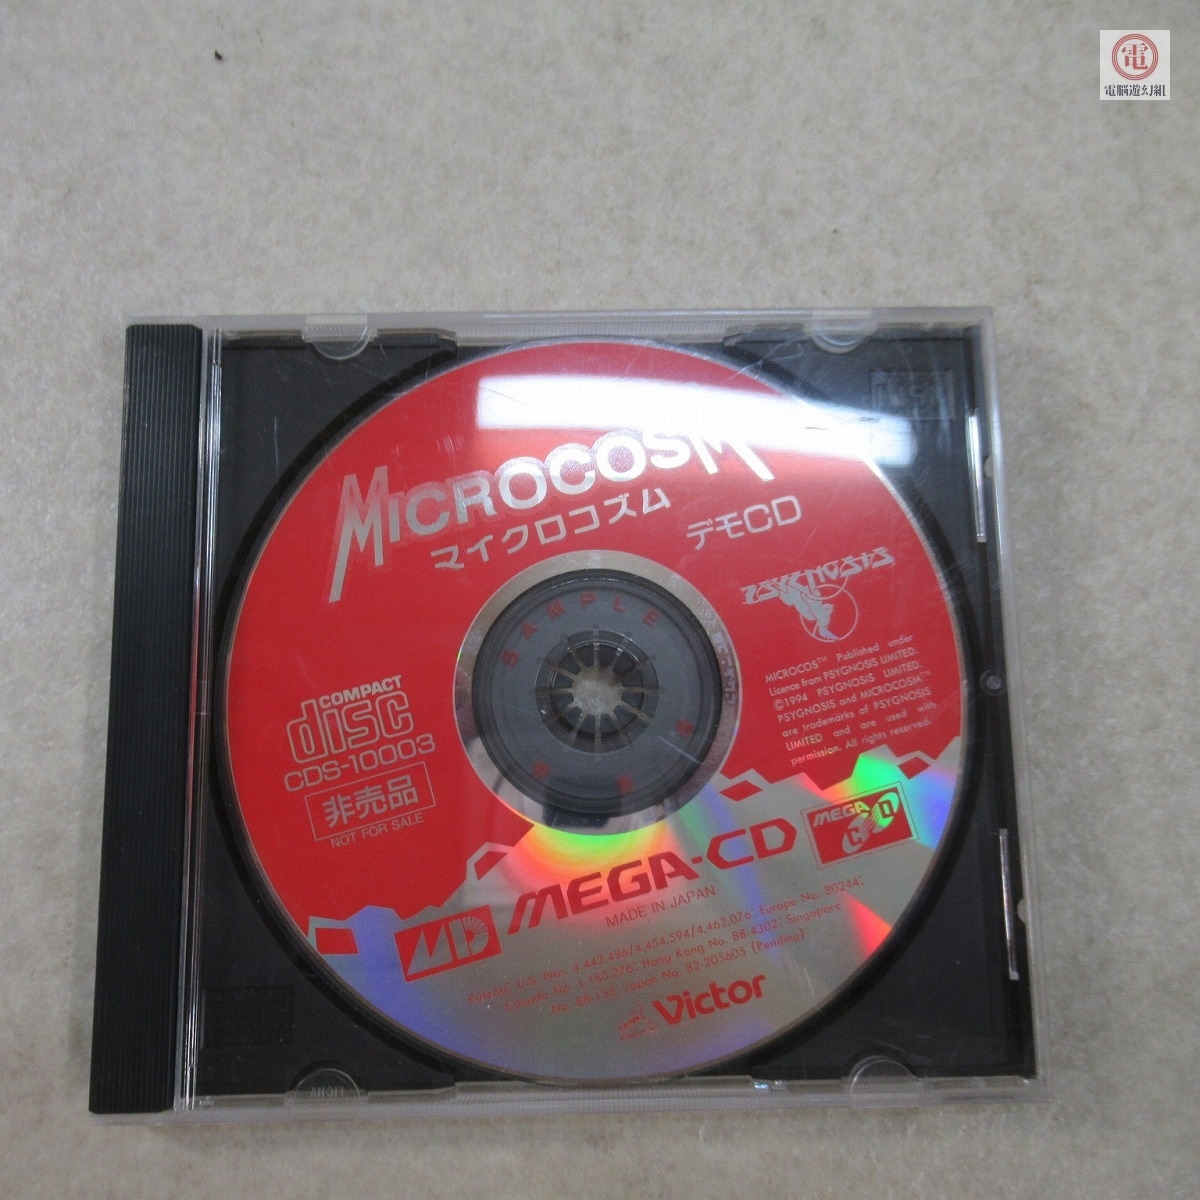 電
電脳遊幻組
MICROCOSM
マイクロコズム
デモCD
PSYGNOSIS
SAMPLE
MICROCOS™ Published under
Licence from PSYGNOSIS LIMITED.
©1994 PSYGNOSIS LIMITED.
PSYGNOSIS and MICROCOSM™
are trademarks of PSYGNOSIS
LIMITED and are used with
permission. All rights reserved.
COMPACT
disc
CDS-10003
非売品
NOT FOR SALE
MEGA-CD
MEGA
CD
MD
MADE IN JAPAN
Patents: U.S. Nos. 4,442,486/4,454,594/4,462,076; Europe No. 80244;
Canada No. 1,183,276; Hong Kong No. 88-4302; Singapore
No. 88-155; Japan No. 82-205605 (Pending)
Victor